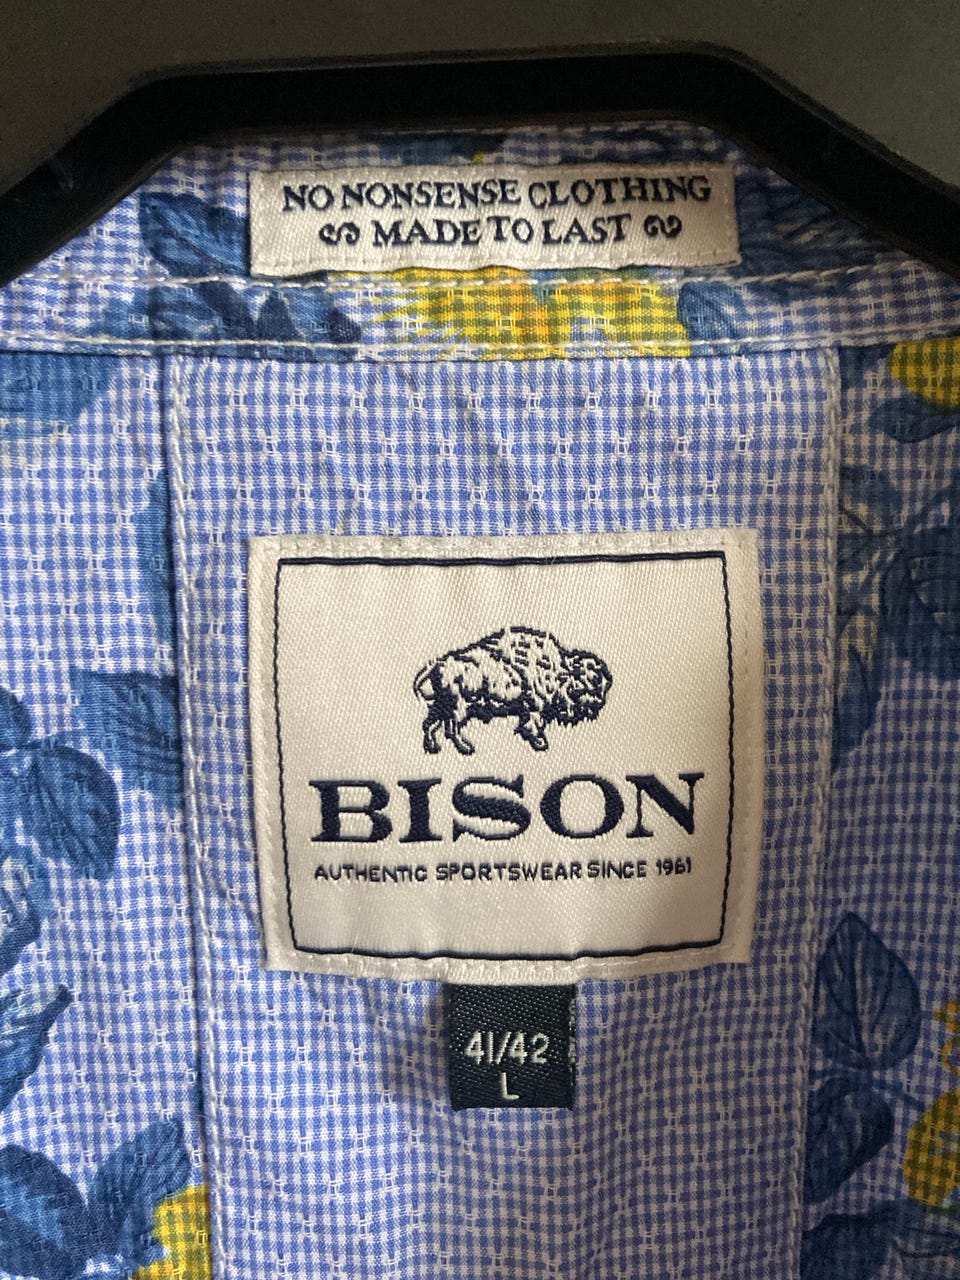 NO NONSENSE CLOTHING
MADE TO LAST
BISON
AUTHENTIC SPORTSWEAR SINCE 1961
41/42
L